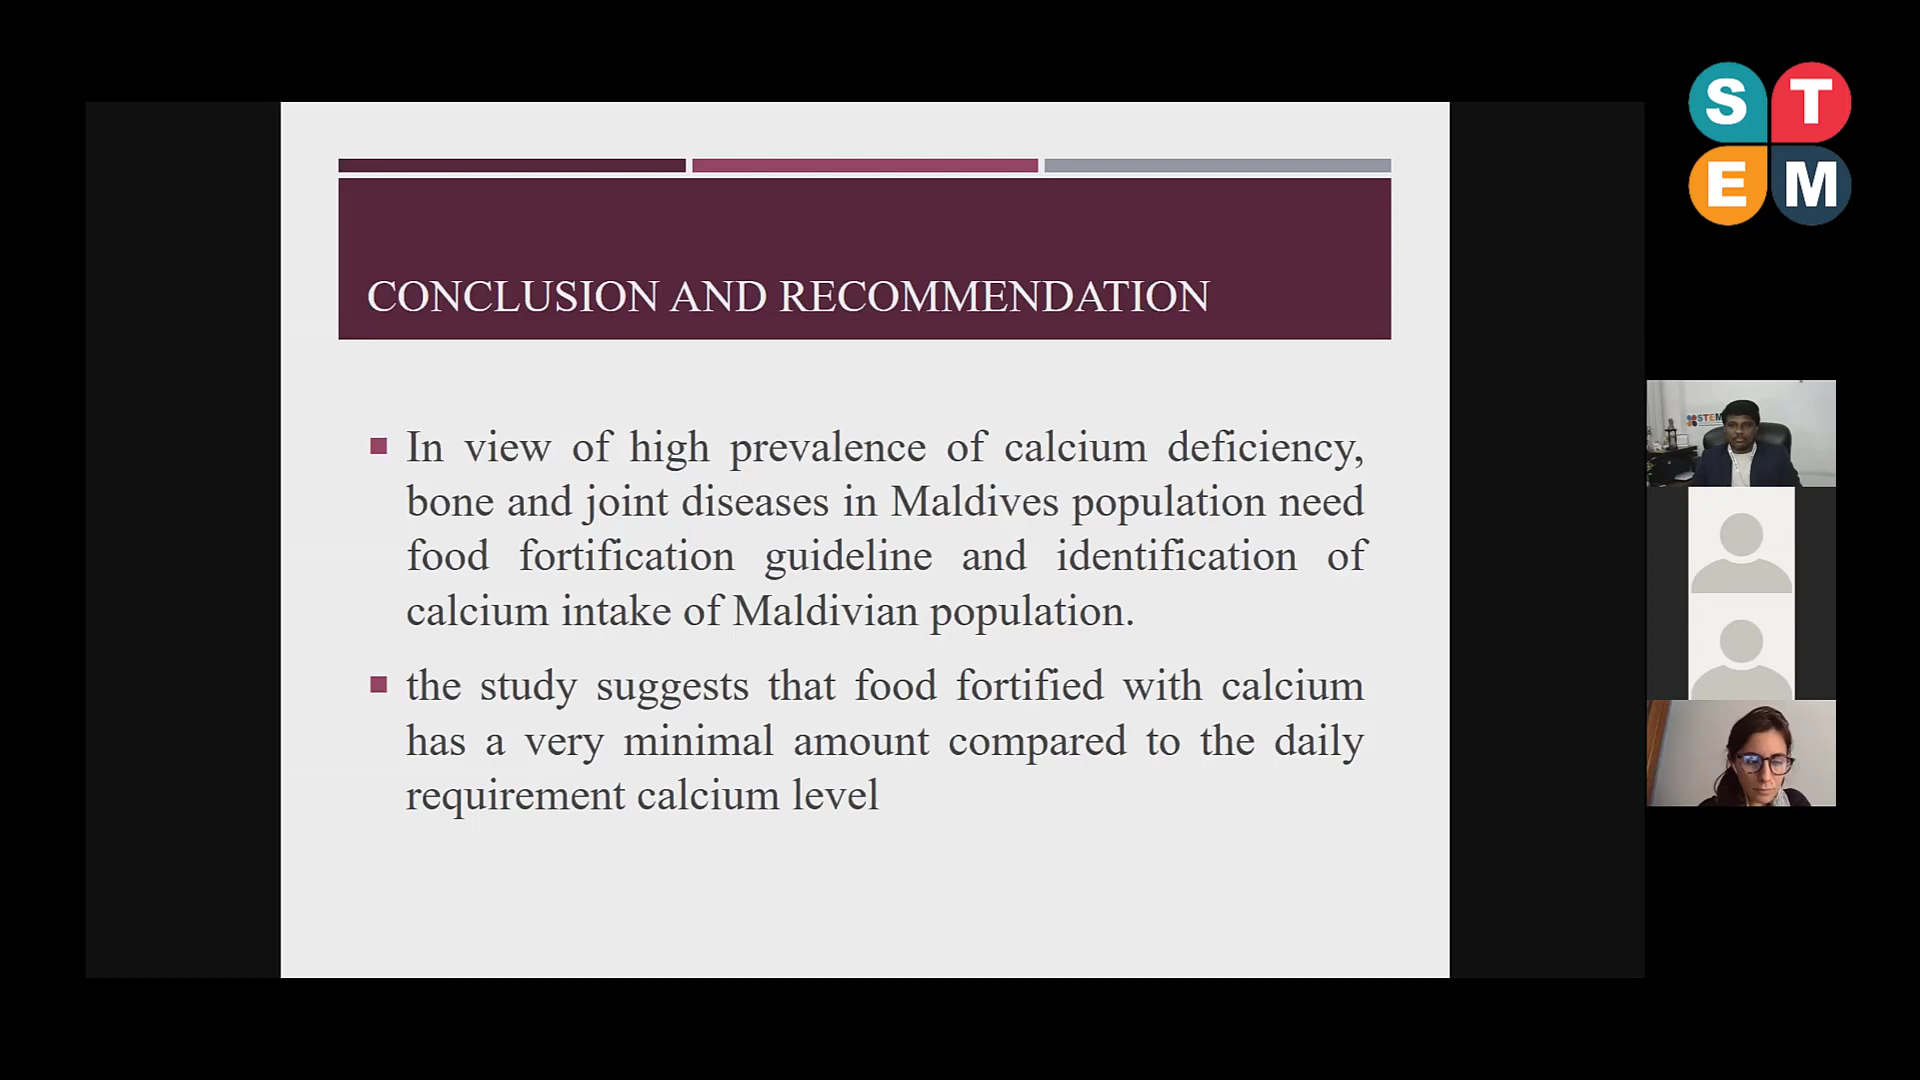 CONCLUSION AND RECOMMENDATION
In view of high prevalence of calcium deficiency,
bone and joint diseases in Maldives population need
food fortification guideline and identification of
calcium intake of Maldivian population.
the study suggests that food fortified with calcium
has a very minimal amount compared to the daily
requirement calcium level
S T
E M
STEM